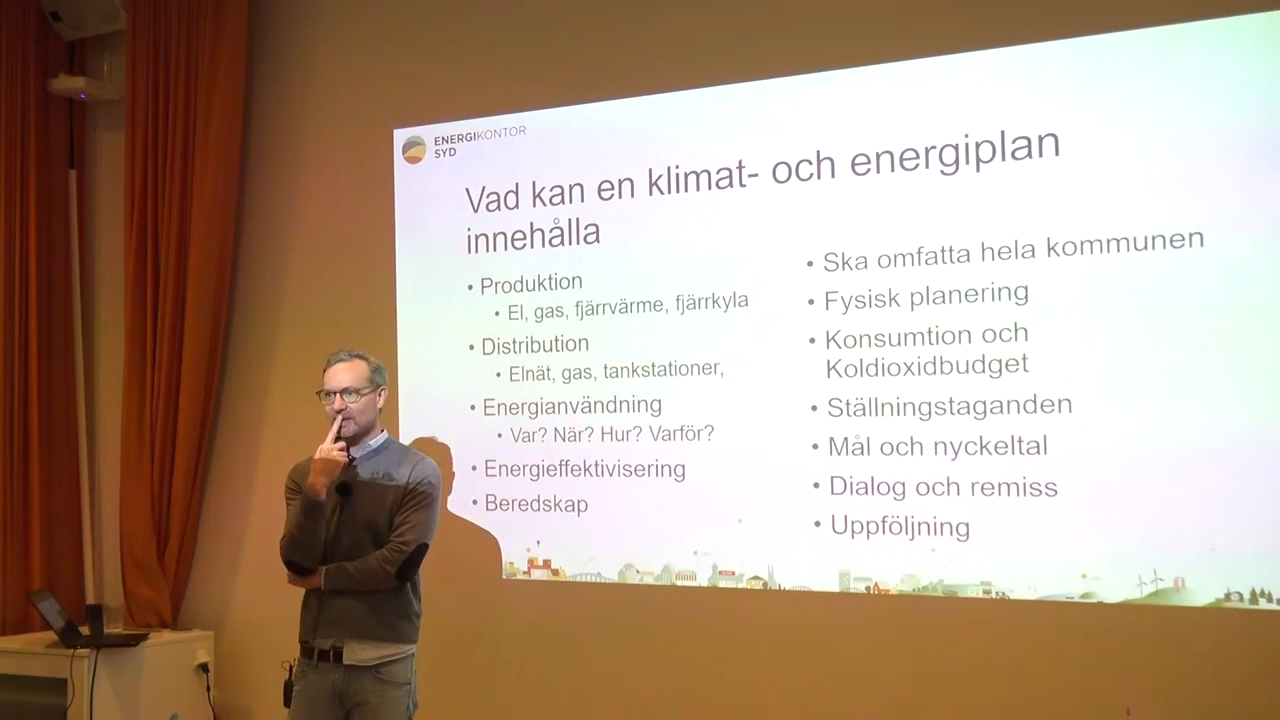 ENERGIKONTOR
SYD
Vad kan en klimat- och energiplan
innehålla
• Produktion
• El, gas, fjärrvärme, fjärrkyla
• Distribution
• Elnät, gas, tankstationer,
• Energianvändning
• Var? När? Hur? Varför?
• Energieffektivisering
• Beredskap
• Ska omfatta hela kommunen
• Fysisk planering
• Konsumtion och
Koldioxidbudget
• Ställningstaganden
• Mål och nyckeltal
• Dialog och remiss
• Uppföljning